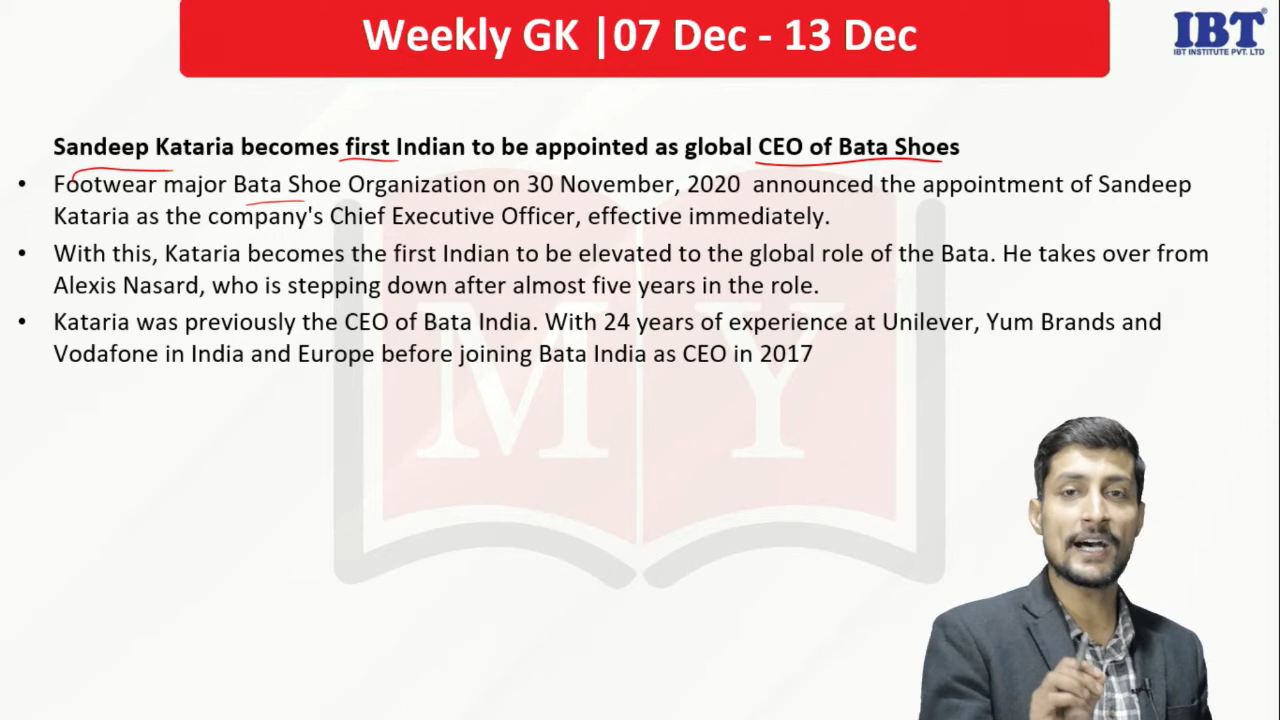 Weekly GK |07 Dec - 13 Dec
IBT
IBT INSTITUTE PVT. LTD
Sandeep Kataria becomes first Indian to be appointed as global CEO of Bata Shoes
• Footwear major Bata Shoe Organization on 30 November, 2020 announced the appointment of Sandeep
Kataria as the company's Chief Executive Officer, effective immediately.
• With this, Kataria becomes the first Indian to be elevated to the global role of the Bata. He takes over from
Alexis Nasard, who is stepping down after almost five years in the role.
• Kataria was previously the CEO of Bata India. With 24 years of experience at Unilever, Yum Brands and
Vodafone in India and Europe before joining Bata India as CEO in 2017
M Y